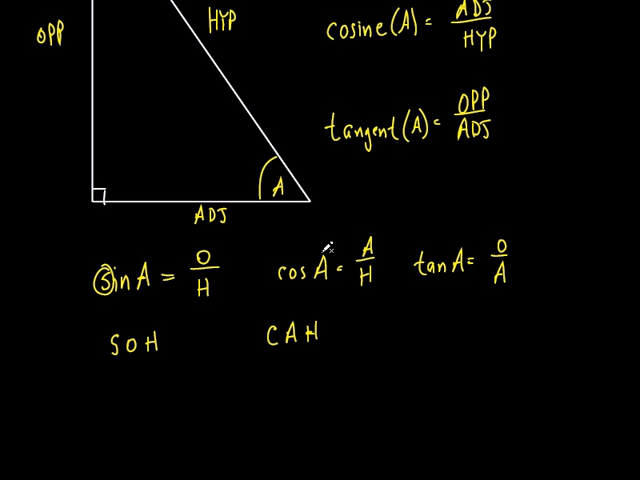 OPP
HYP
cosine(A) = ADJ/HYP
tangent(A) = OPP/ADJ
A
ADJ
sin A = O/H
cos A = A/H
tan A = O/A
SOH
CAH